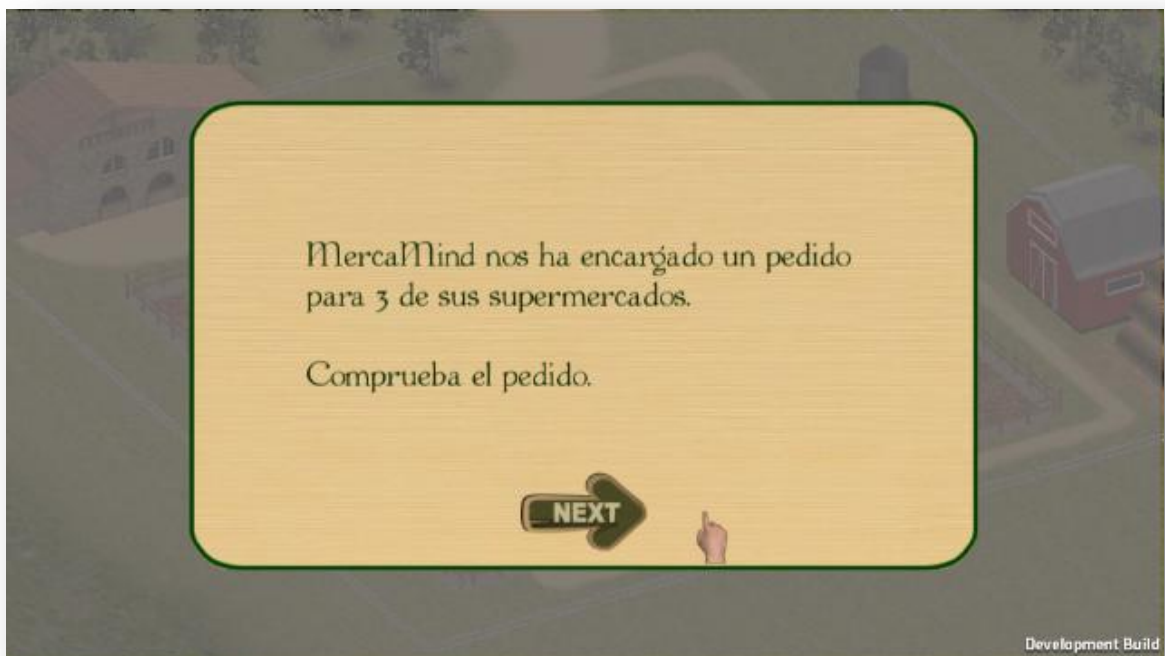 MercaMind nos ha encargado un pedido
para 3 de sus supermercados.
Comprueba el pedido.
NEXT
Development Build